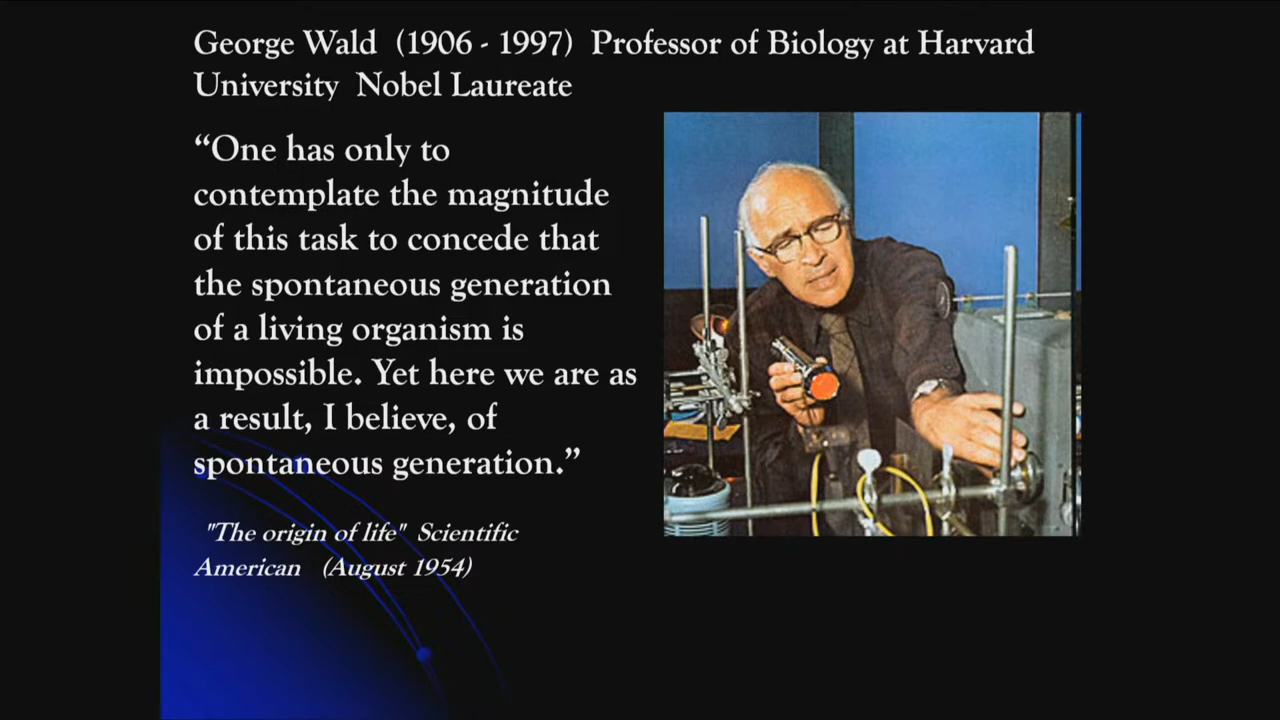 George Wald (1906 - 1997) Professor of Biology at Harvard
University Nobel Laureate
“One has only to
contemplate the magnitude
of this task to concede that
the spontaneous generation
of a living organism is
impossible. Yet here we are as
a result, I believe, of
spontaneous generation.”
"The origin of life" Scientific
American (August 1954)